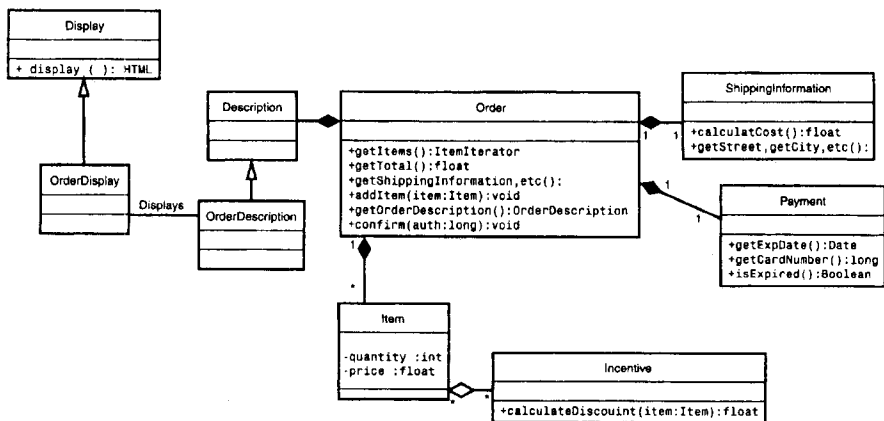 Display
+ display ( ): HTML
Description
Order
+getItems():ItemIterator
+getTotal():float
+getShippingInformation,etc():
+addItem(item:Item):void
+getOrderDescription():OrderDescription
+confirm(auth:long):void
ShippingInformation
+calculatCost():float
+getStreet,getCity,etc():
1
1
OrderDisplay
Displays
OrderDescription
1
1
Payment
+getExpDate():Date
+getCardNumber():long
+isExpired():Boolean
1
*
Item
-quantity :int
-price :float
*
*
Incentive
+calculateDiscouint(item:Item):float